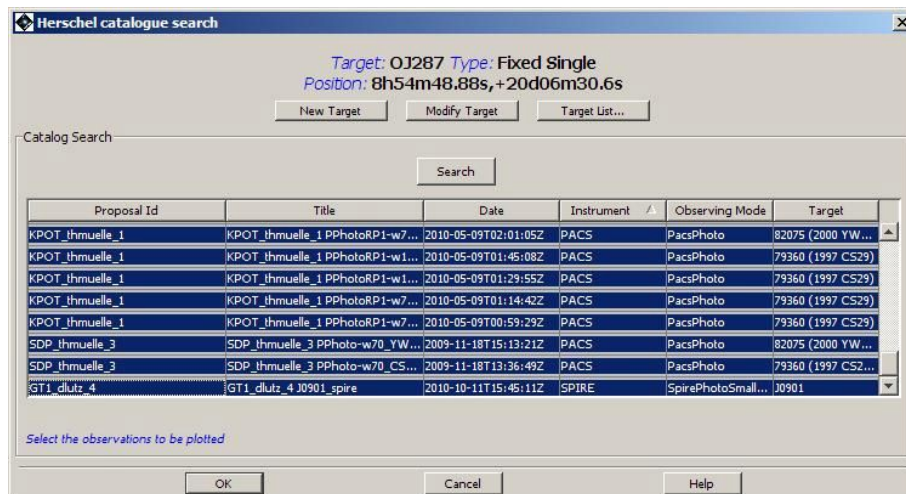 Herschel catalogue search
Target: OJ287 Type: Fixed Single
Position: 8h54m48.88s,+20d06m30.6s
New Target Modify Target Target List...
Catalog Search
Search
Proposal Id Title Date Instrument Observing Mode Target
KPOT_thmuelle_1 KPOT_thmuelle_1 PPhotoRP1-w7... 2010-05-09T02:01:05Z PACS PacsPhoto 82075 (2000 YW...
KPOT_thmuelle_1 KPOT_thmuelle_1 PPhotoRP1-w1... 2010-05-09T01:45:08Z PACS PacsPhoto 79360 (1997 CS29)
KPOT_thmuelle_1 KPOT_thmuelle_1 PPhotoRP1-w1... 2010-05-09T01:29:55Z PACS PacsPhoto 79360 (1997 CS29)
KPOT_thmuelle_1 KPOT_thmuelle_1 PPhotoRP1-w7... 2010-05-09T01:14:42Z PACS PacsPhoto 79360 (1997 CS29)
KPOT_thmuelle_1 KPOT_thmuelle_1 PPhotoRP1-w7... 2010-05-09T00:59:29Z PACS PacsPhoto 79360 (1997 CS29)
SDP_thmuelle_3 SDP_thmuelle_3 PPhoto-w70_YW... 2009-11-18T15:13:21Z PACS PacsPhoto 82075 (2000 YW...
SDP_thmuelle_3 SDP_thmuelle_3 PPhoto-w70_CS... 2009-11-18T13:36:49Z PACS PacsPhoto 79360 (1997 CS2...
GT1_dlutz_4 GT1_dlutz_4 J0901_spire 2010-10-11T15:45:11Z SPIRE SpirePhotoSmall... J0901
Select the observations to be plotted
OK Cancel Help